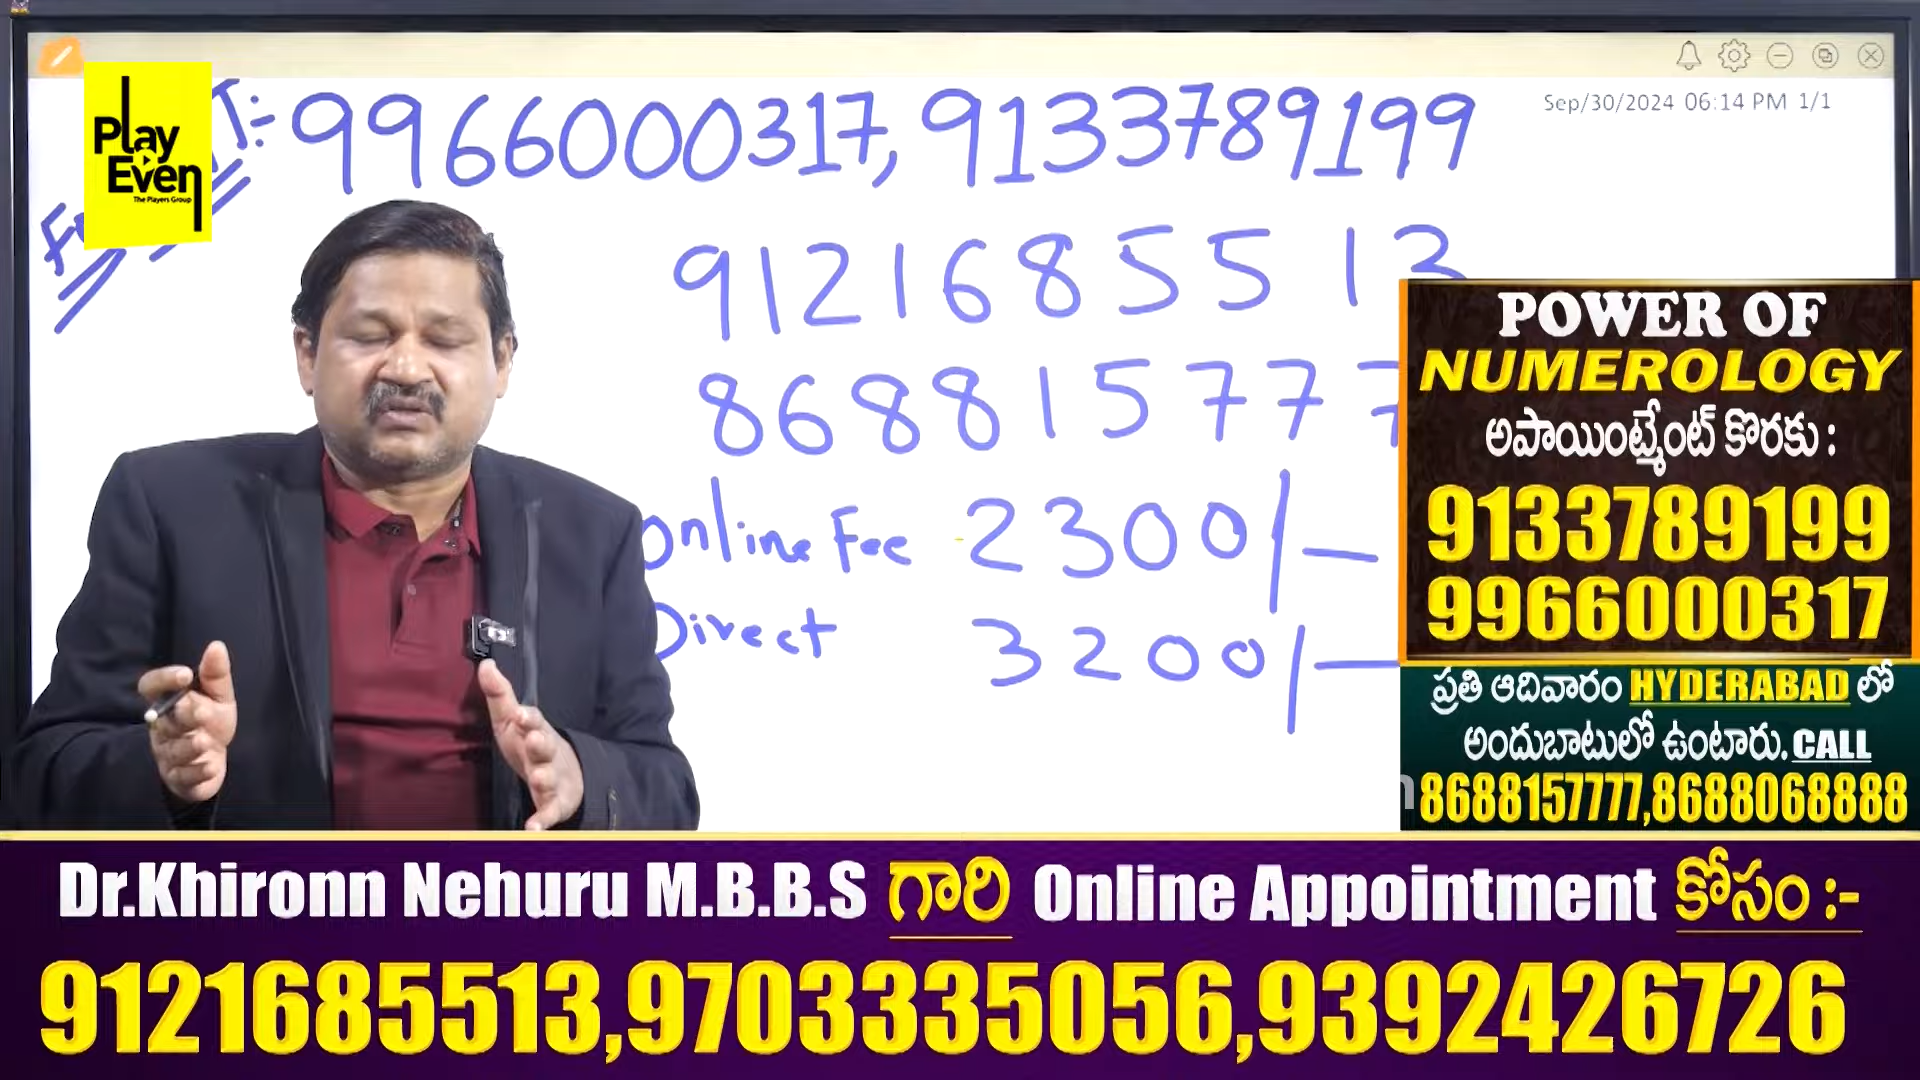 Sep/30/2024 06:14 PM 1/1
Play
Even
The Players Group
T:- 9966000317, 9133789199
91216855 13
868815777
Online Fee 2300/-
Direct 3200/-
POWER OF
NUMEROLOGY
అపాయింట్మేంట్ కొరకు :
9133789199
9966000317
ప్రతి ఆదివారం HYDERABAD లో
అందుబాటులో ఉంటారు. CALL
8688157777,8688068888
Dr.Khironn Nehuru M.B.B.S గారి Online Appointment కోసం :-
9121685513,9703335056,9392426726